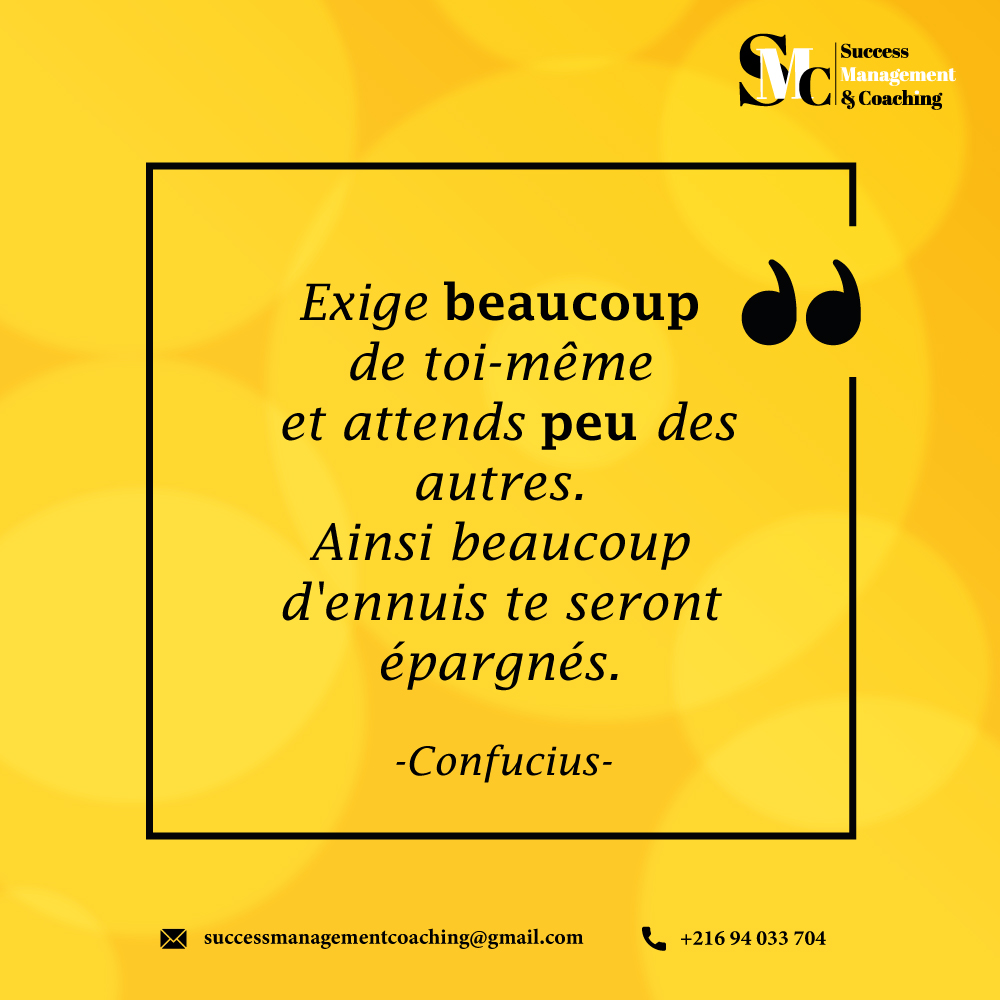 SMC
Success
Management
& Coaching
Exige beaucoup
de toi-même
et attends peu des
autres.
Ainsi beaucoup
d'ennuis te seront
épargnés.
-Confucius-
successmanagementcoaching@gmail.com
+216 94 033 704